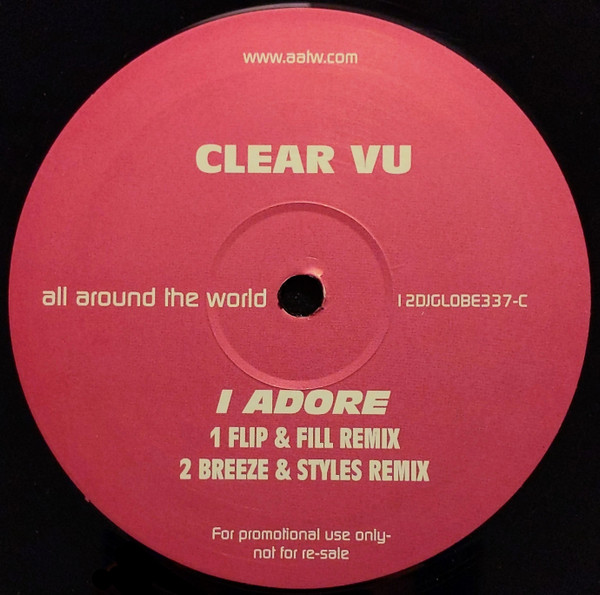 www.aatw.com
CLEAR VU
all around the world
12DJGLOBE337-C
I ADORE
1 FLIP & FILL REMIX
2 BREEZE & STYLES REMIX
For promotional use only-
not for re-sale